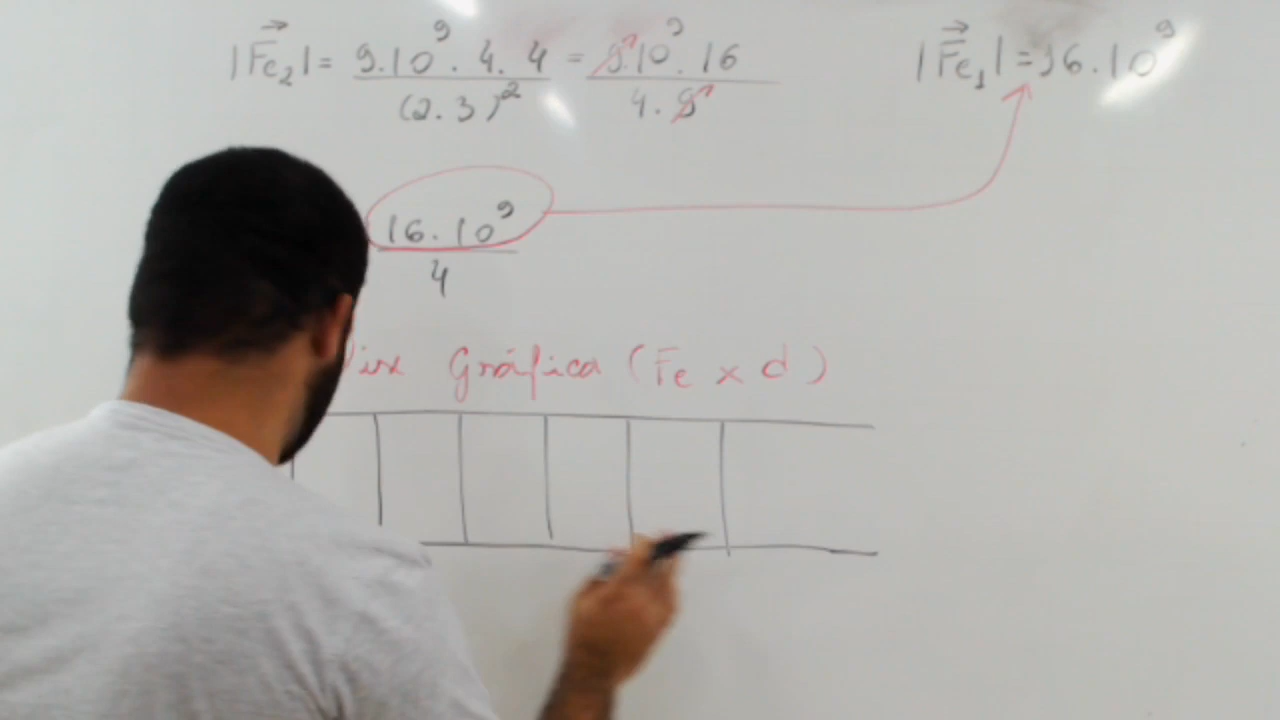 |Fe₂| = 9.10⁹ . 4 . 4 / (2.3)² = 9.10⁹ . 16 / 4 . 9
|Fe₁| = 16.10⁹
16.10⁹ / 4
Gráfica (Fe x d)